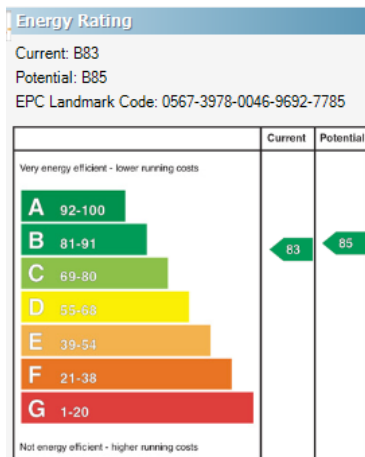 Energy Rating
Current: B83
Potential: B85
EPC Landmark Code: 0567-3978-0046-9692-7785
Current Potential
Very energy efficient - lower running costs
A 92-100
B 81-91
83 85
C 69-80
D 55-68
E 39-54
F 21-38
G 1-20
Not energy efficient - higher running costs